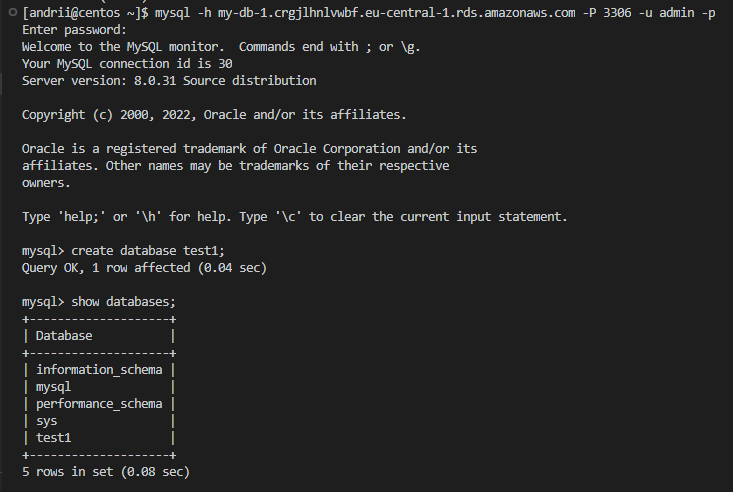 [andrii@centos ~]$ mysql -h my-db-1.crgjlhnlvwbf.eu-central-1.rds.amazonaws.com -P 3306 -u admin -p
Enter password:
Welcome to the MySQL monitor.  Commands end with ; or \g.
Your MySQL connection id is 30
Server version: 8.0.31 Source distribution

Copyright (c) 2000, 2022, Oracle and/or its affiliates.

Oracle is a registered trademark of Oracle Corporation and/or its
affiliates. Other names may be trademarks of their respective
owners.

Type 'help;' or '\h' for help. Type '\c' to clear the current input statement.

mysql> create database test1;
Query OK, 1 row affected (0.04 sec)

mysql> show databases;
+--------------------+
| Database           |
+--------------------+
| information_schema |
| mysql              |
| performance_schema |
| sys                |
| test1              |
+--------------------+
5 rows in set (0.08 sec)